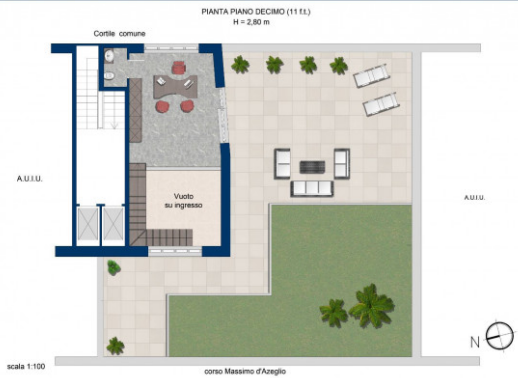 PIANTA PIANO DECIMO (11 f.t.)
H = 2,80 m
Cortile comune
A.U.I.U.
Vuoto
su ingresso
A.U.I.U.
N
scala 1:100
corso Massimo d'Azeglio